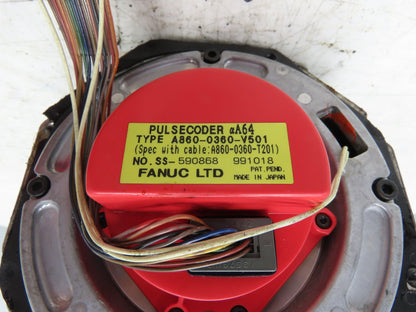 PULSECODER αA64
TYPE A860-0360-V501
(Spec with cable:A860-0360-T201)
NO. SS-590868 991018
FANUC LTD PAT. PEND.
MADE IN JAPAN